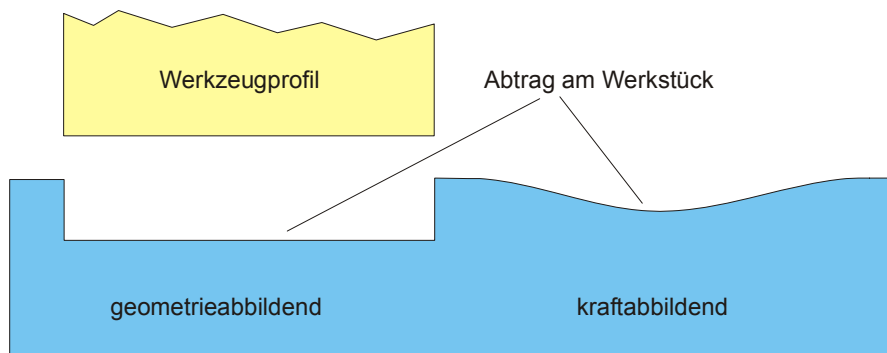 Werkzeugprofil
Abtrag am Werkstück
geometrieabbildend
kraftabbildend